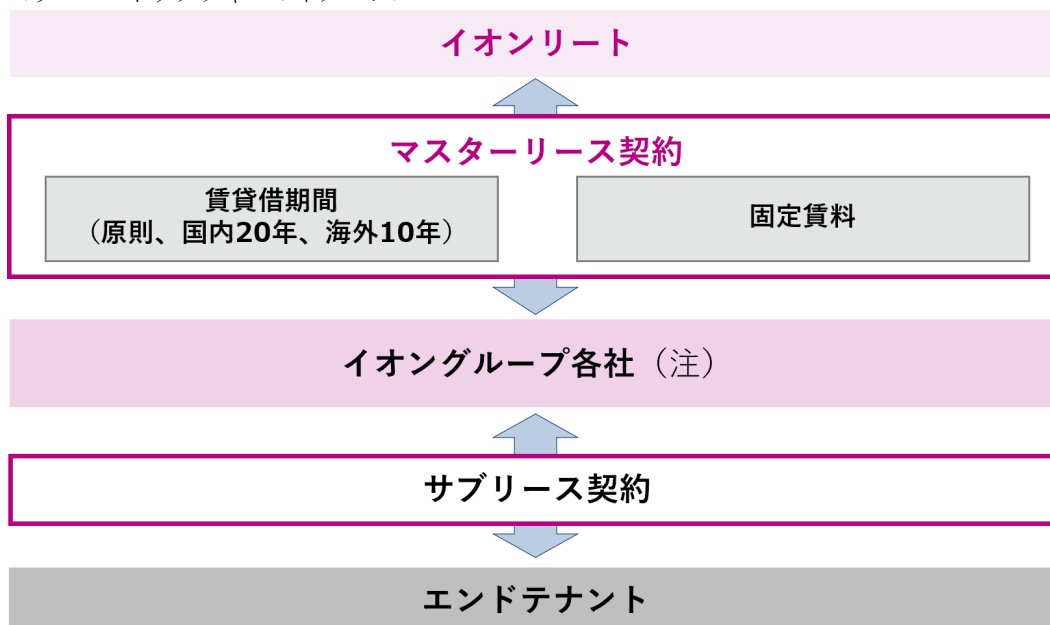 イオンリート
マスターリース契約
賃貸借期間
（原則、国内20年、海外10年）
固定賃料
イオングループ各社（注）
サブリース契約
エンドテナント